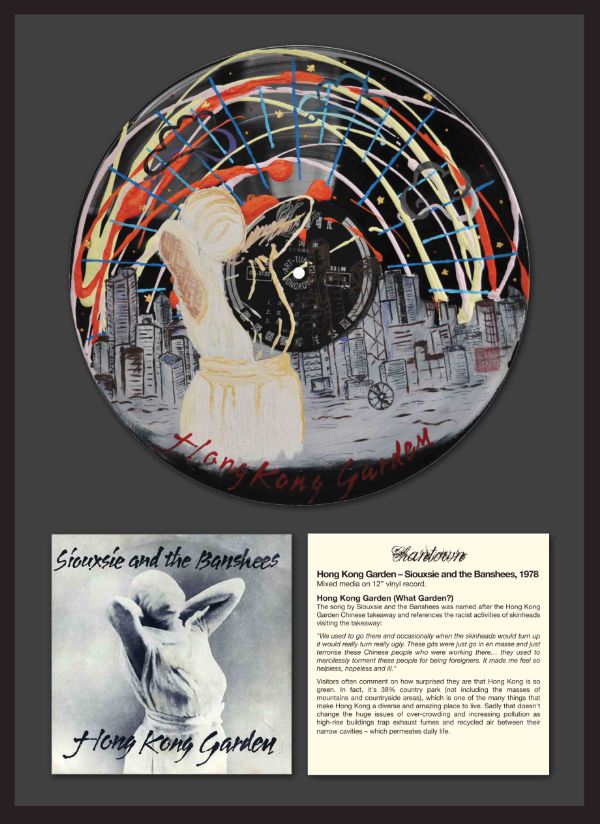 ART-TUNE
HONG KONG
33 1/3
Hong Kong Garden
Siouxsie and the Banshees
Hong Kong Garden
Chantown
Hong Kong Garden – Siouxsie and the Banshees, 1978
Mixed media on 12" vinyl record.
Hong Kong Garden (What Garden?)
The song by Siouxsie and the Banshees was named after the Hong Kong
Garden Chinese takeaway and references the racist activities of skinheads
visiting the takeaway:
"We used to go there and occasionally when the skinheads would turn up
it would really turn really ugly. These gits were just go in en masse and just
terrorise these Chinese people who were working there... they used to
mercilessly torment these people for being foreigners. It made me feel so
helpless, hopeless and ill."
Visitors often comment on how surprised they are that Hong Kong is so
green. In fact, it's 38% country park (not including the masses of
mountains and countryside areas), which is one of the many things that
make Hong Kong a diverse and amazing place to live. Sadly that doesn't
change the huge issues of over-crowding and increasing pollution as
high-rise buildings trap exhaust fumes and recycled air between their
narrow cavities – which permeates daily life.